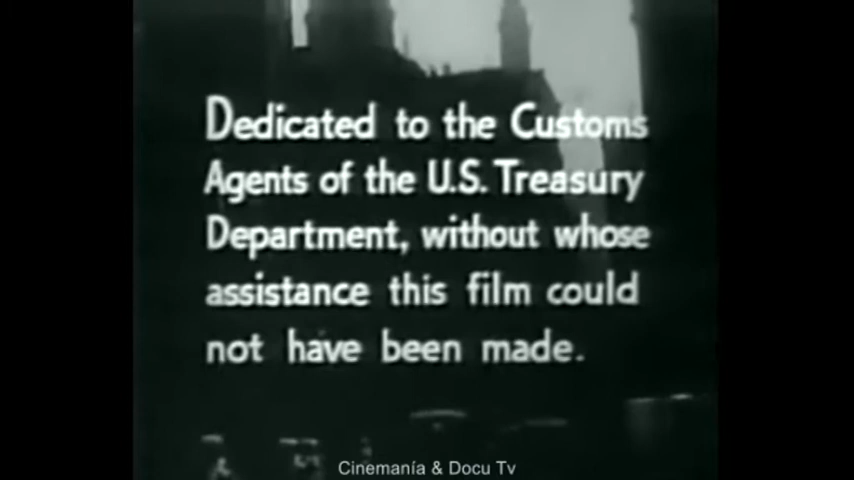 Dedicated to the Customs
Agents of the U.S. Treasury
Department, without whose
assistance this film could
not have been made.
Cinemanía & Docu Tv